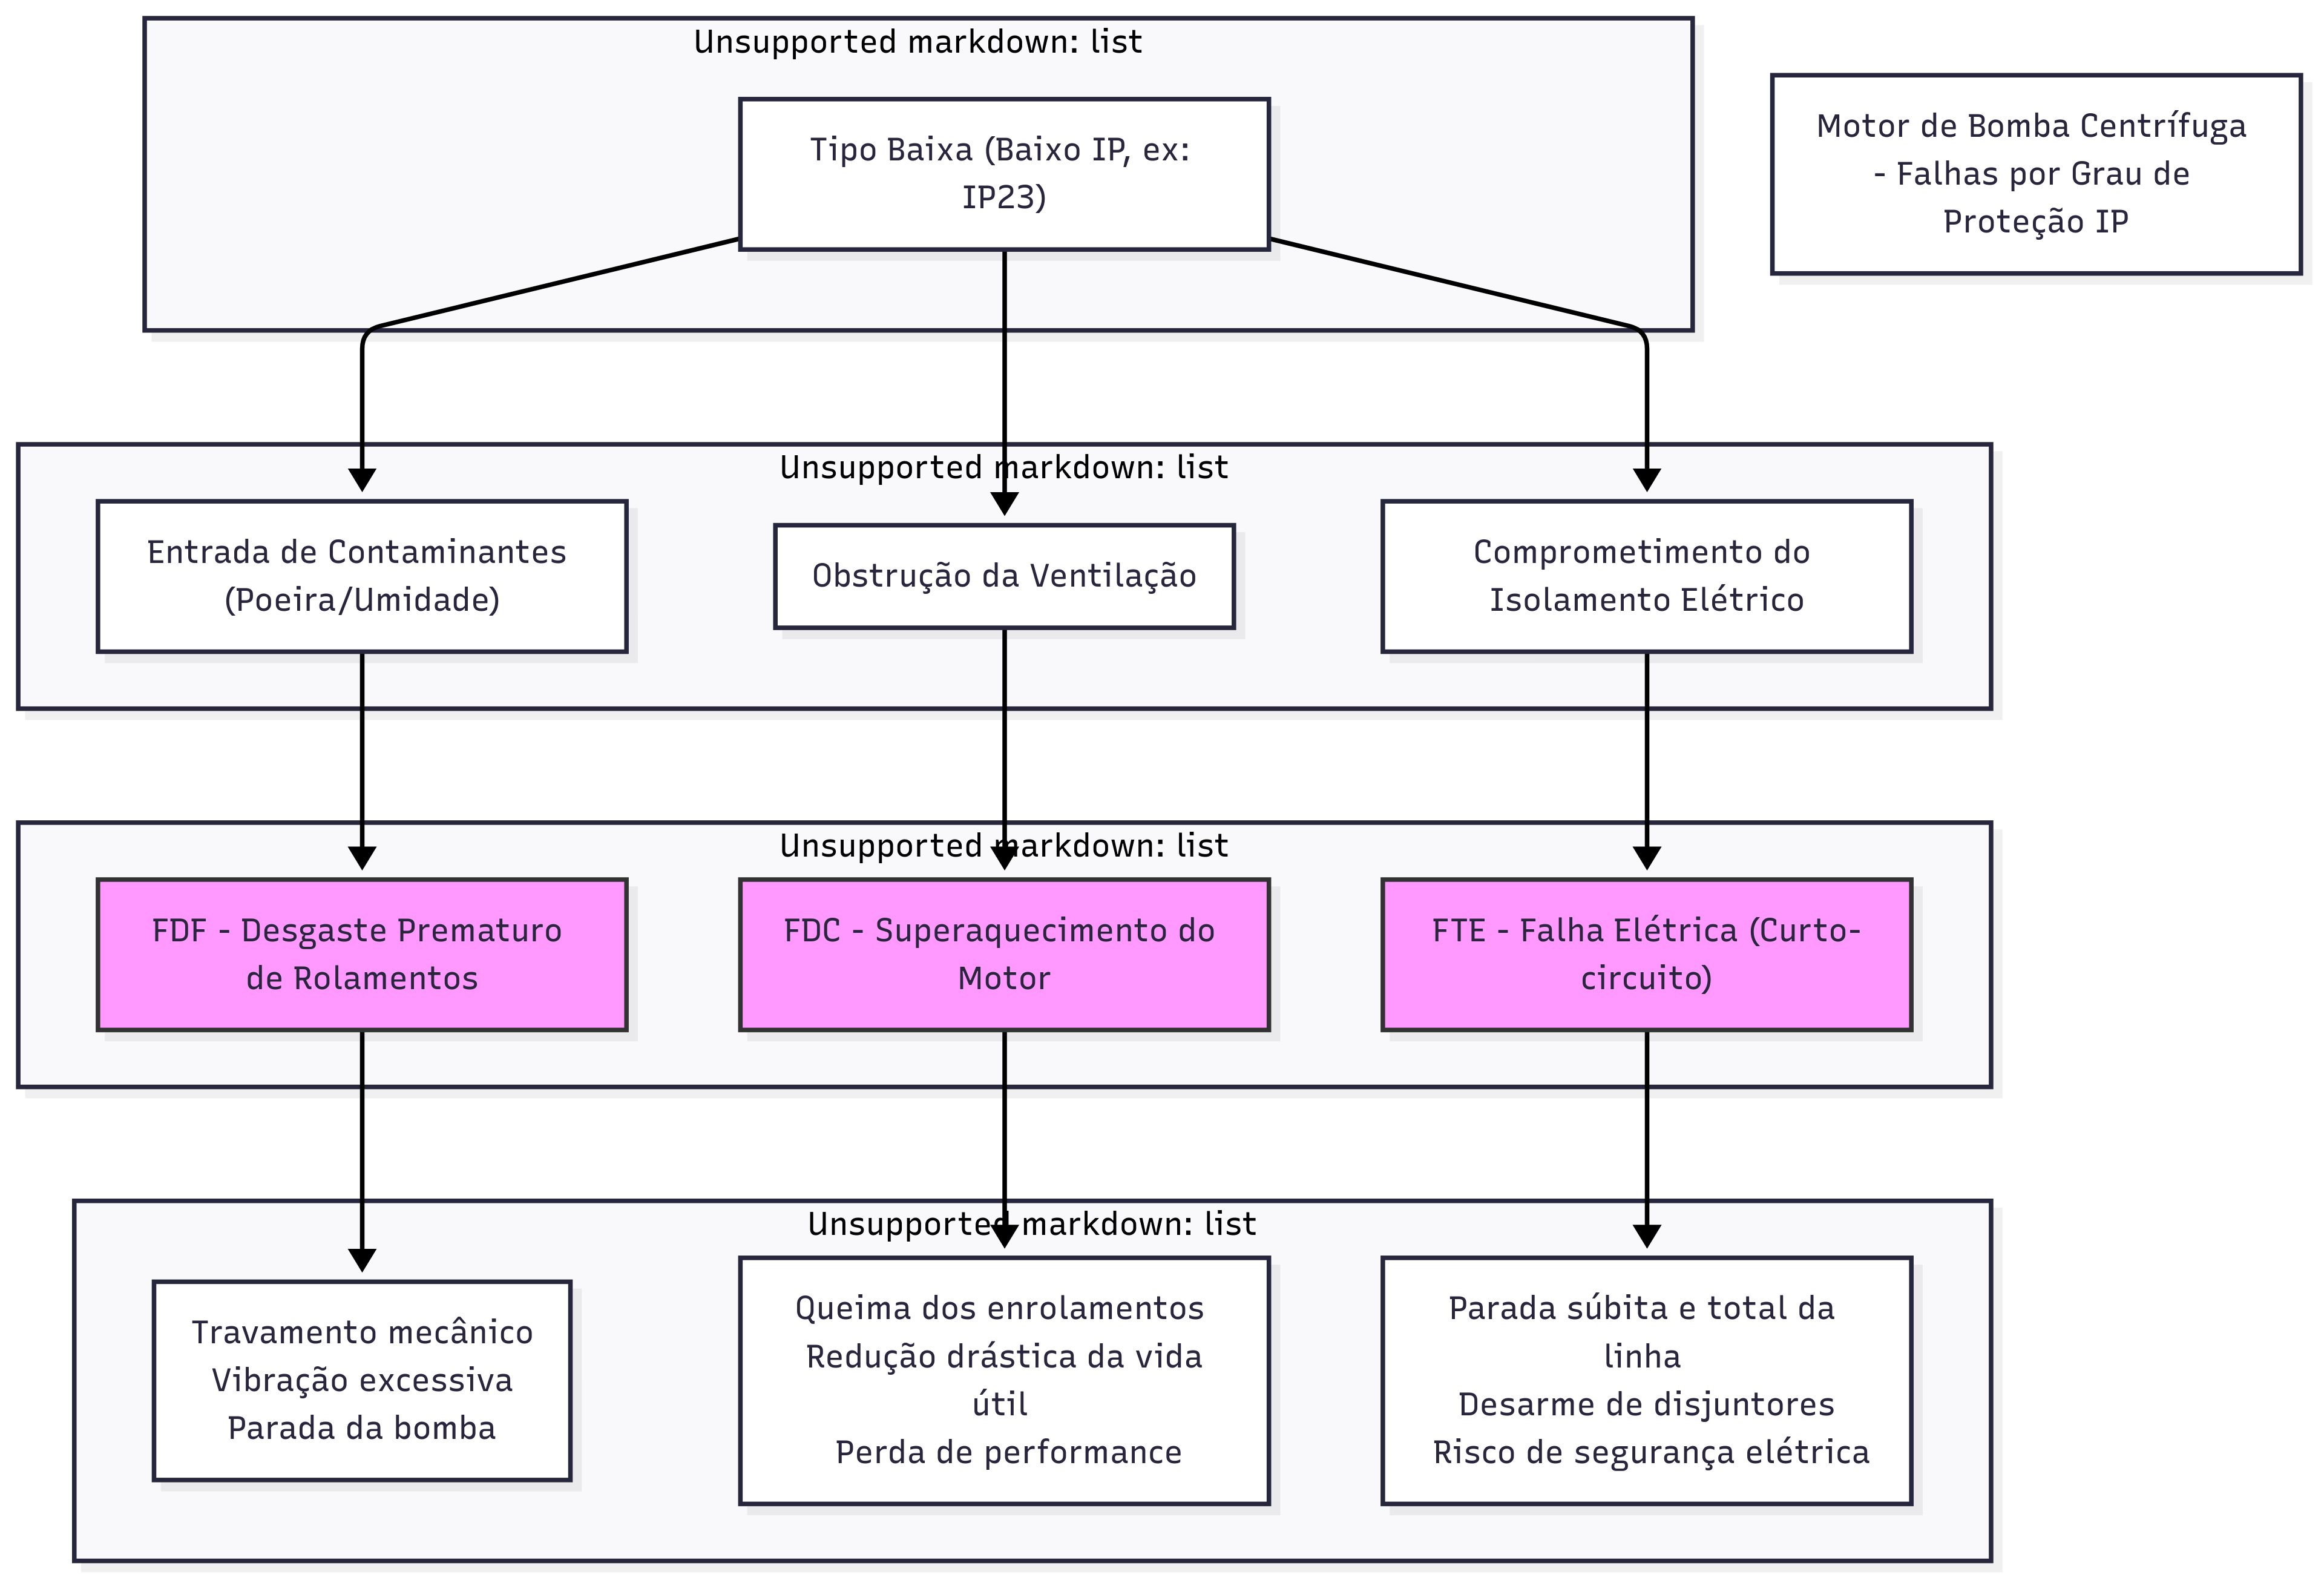 Unsupported markdown: list
Tipo Baixa (Baixo IP, ex:
IP23)
Motor de Bomba Centrífuga
- Falhas por Grau de
Proteção IP
Unsupported markdown: list
Entrada de Contaminantes
(Poeira/Umidade)
Obstrução da Ventilação
Comprometimento do
Isolamento Elétrico
Unsupported markdown: list
FDF - Desgaste Prematuro
de Rolamentos
FDC - Superaquecimento do
Motor
FTE - Falha Elétrica (Curto-
circuito)
Unsupported markdown: list
Travamento mecânico
Vibração excessiva
Parada da bomba
Queima dos enrolamentos
Redução drástica da vida
útil
Perda de performance
Parada súbita e total da
linha
Desarme de disjuntores
Risco de segurança elétrica